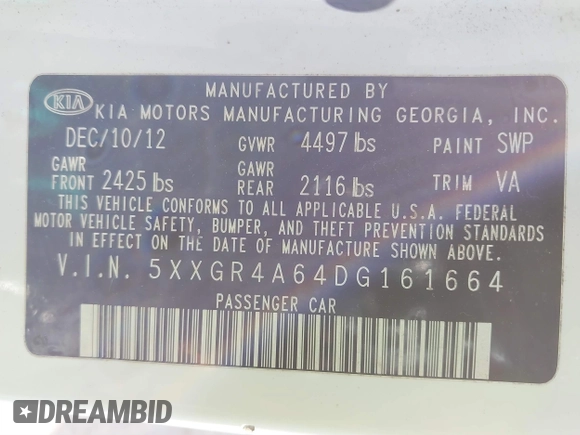 MANUFACTURED BY
KIA KIA MOTORS MANUFACTURING GEORGIA, INC.
DEC/10/12 GVWR 4497 lbs PAINT SWP
GAWR FRONT 2425 lbs GAWR REAR 2116 lbs TRIM VA
THIS VEHICLE CONFORMS TO ALL APPLICABLE U.S.A. FEDERAL
MOTOR VEHICLE SAFETY, BUMPER, AND THEFT PREVENTION STANDARDS
IN EFFECT ON THE DATE OF MANUFACTURE SHOWN ABOVE.
V.I.N. 5XXGR4A64DG161664
PASSENGER CAR
DREAMBID